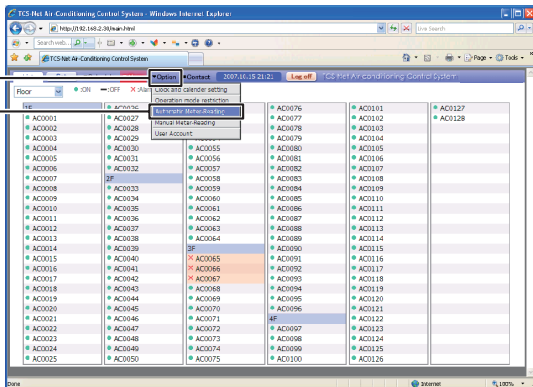 TCS-Net Air-Conditioning Control System - Windows Internet Explorer
http://192.168.2.30/main.html
Live Search
Search web...
TCS-Net Air-Conditioning Control System
Page
Tools
Option
Contact
2007.10.15 21:21
Log off
TCS-Net Air conditioning Control System
Floor
:ON
:OFF
Clock and calender setting
Operation mode restriction
Automatic Meter-Reading
Manual Meter-Reading
User Account
1F
AC0001
AC0002
AC0003
AC0004
AC0005
AC0006
AC0007
AC0008
AC0009
AC0010
AC0011
AC0012
AC0013
AC0014
AC0015
AC0016
AC0017
AC0018
AC0019
AC0020
AC0021
AC0022
AC0023
AC0024
AC0025
AC0026
AC0027
AC0028
AC0029
AC0030
AC0031
AC0032
2F
AC0033
AC0034
AC0035
AC0036
AC0037
AC0038
AC0039
AC0040
AC0041
AC0042
AC0043
AC0044
AC0045
AC0046
AC0047
AC0048
AC0049
AC0050
AC0055
AC0056
AC0057
AC0058
AC0059
AC0060
AC0061
AC0062
AC0063
AC0064
3F
AC0065
AC0066
AC0067
AC0068
AC0069
AC0070
AC0071
AC0072
AC0073
AC0074
AC0075
AC0076
AC0077
AC0078
AC0079
AC0080
AC0081
AC0082
AC0083
AC0084
AC0085
AC0086
AC0087
AC0088
AC0089
AC0090
AC0091
AC0092
AC0093
AC0094
AC0095
AC0096
4F
AC0097
AC0098
AC0099
AC0100
AC0101
AC0102
AC0103
AC0104
AC0105
AC0106
AC0107
AC0108
AC0109
AC0110
AC0111
AC0112
AC0113
AC0114
AC0115
AC0116
AC0117
AC0118
AC0119
AC0120
AC0121
AC0122
AC0123
AC0124
AC0125
AC0126
AC0127
AC0128
Done
Internet
100%